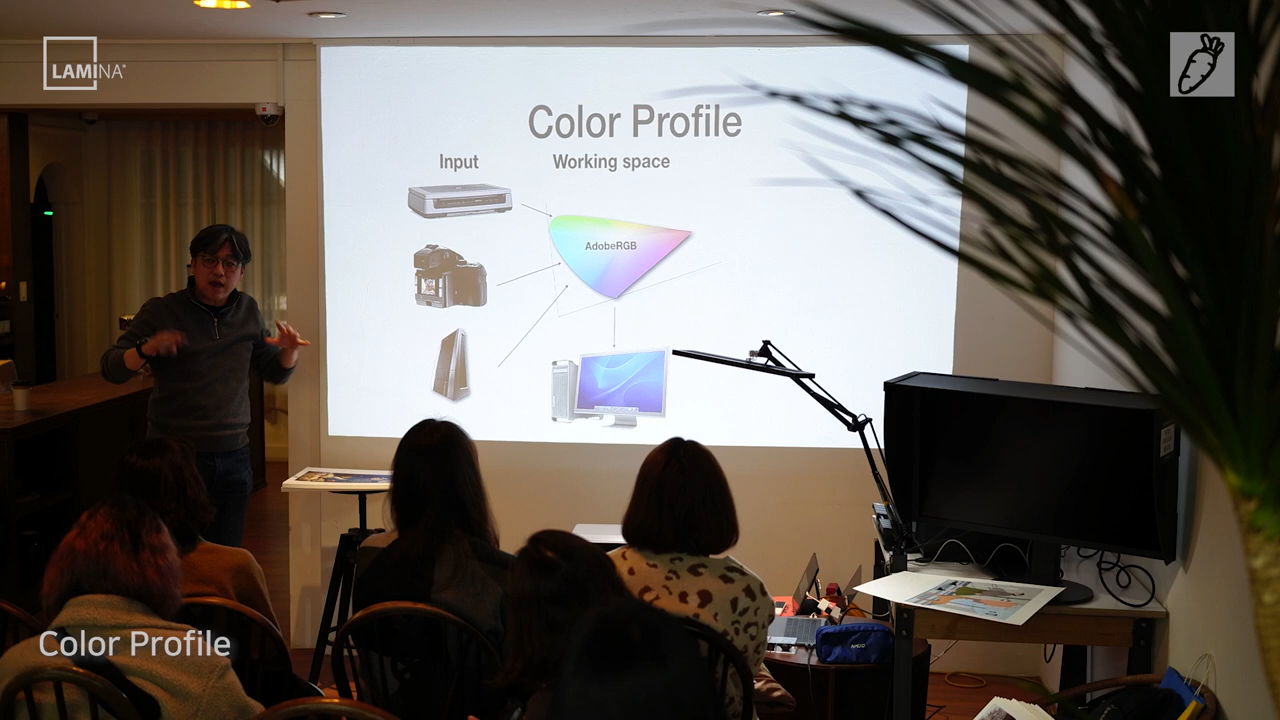 LAMINA
Color Profile
Input
Working space
AdobeRGB
Color Profile